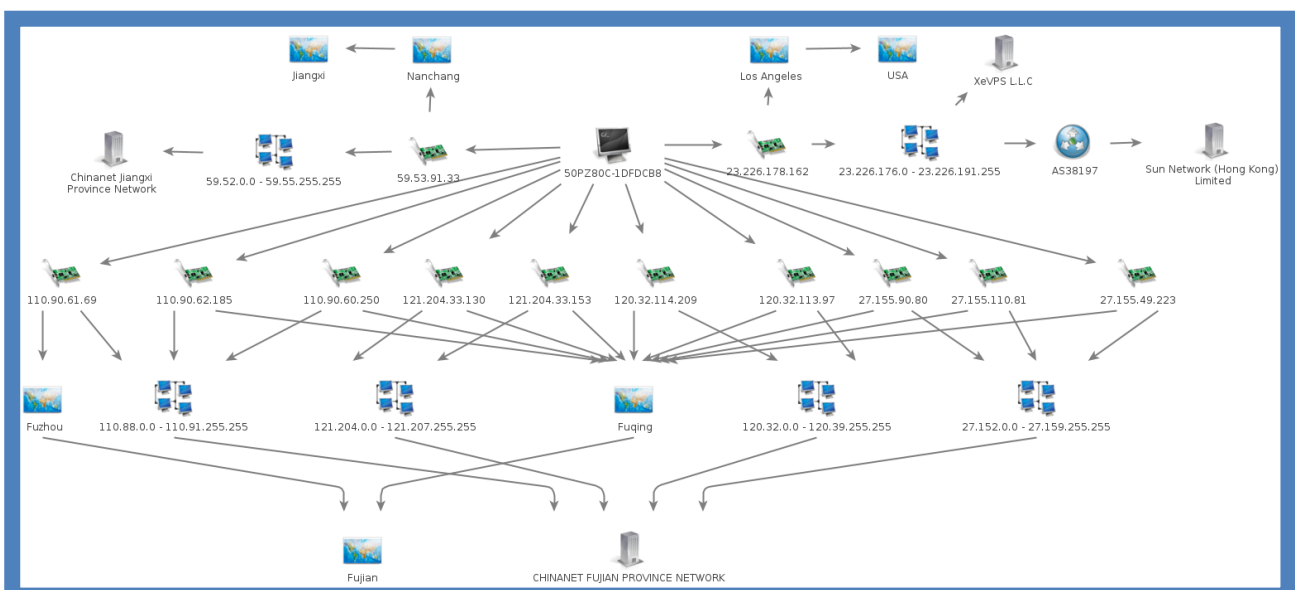 Jiangxi
Nanchang
Los Angeles
USA
XeVPS L.L.C
Chinanet Jiangxi
Province Network
59.52.0.0 - 59.55.255.255
59.53.91.33
50PZ80C-1DFDCB8
23.226.178.162
23.226.176.0 - 23.226.191.255
AS38197
Sun Network (Hong Kong)
Limited
110.90.61.69
110.90.62.185
110.90.60.250
121.204.33.130
121.204.33.153
120.32.114.209
120.32.113.97
27.155.90.80
27.155.110.81
27.155.49.223
Fuzhou
110.88.0.0 - 110.91.255.255
121.204.0.0 - 121.207.255.255
Fuqing
120.32.0.0 - 120.39.255.255
27.152.0.0 - 27.159.255.255
Fujian
CHINANET FUJIAN PROVINCE NETWORK